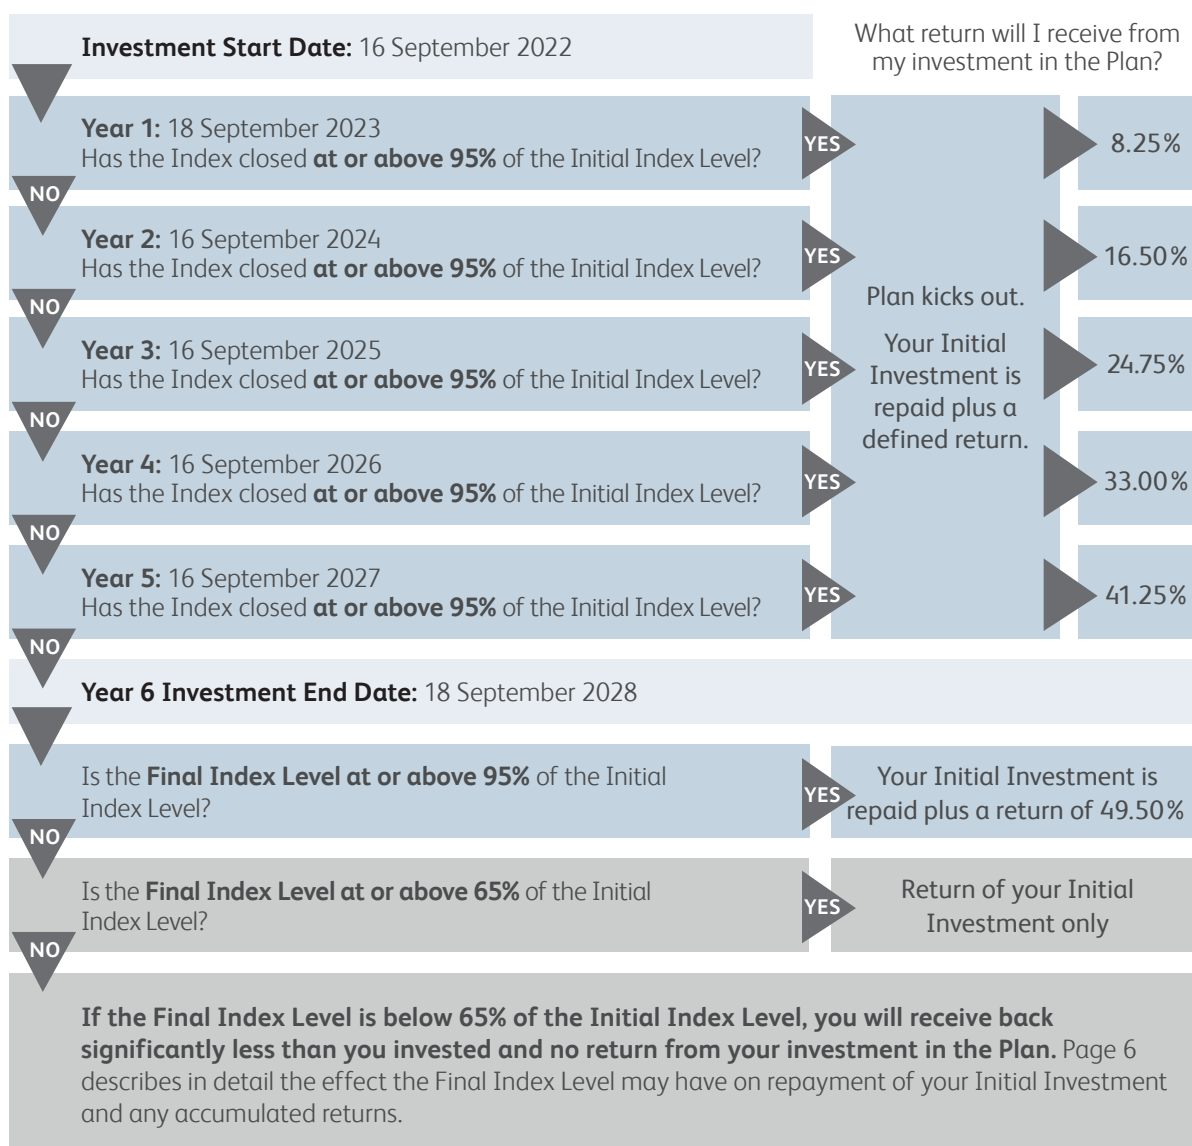 Investment Start Date: 16 September 2022
What return will I receive from
my investment in the Plan?
Year 1: 18 September 2023
Has the Index closed at or above 95% of the Initial Index Level?
YES
8.25%
NO
Year 2: 16 September 2024
Has the Index closed at or above 95% of the Initial Index Level?
YES
16.50%
NO
Plan kicks out.
Your Initial
Investment is
repaid plus a
defined return.
Year 3: 16 September 2025
Has the Index closed at or above 95% of the Initial Index Level?
YES
24.75%
NO
Year 4: 16 September 2026
Has the Index closed at or above 95% of the Initial Index Level?
YES
33.00%
NO
Year 5: 16 September 2027
Has the Index closed at or above 95% of the Initial Index Level?
YES
41.25%
NO
Year 6 Investment End Date: 18 September 2028
Is the Final Index Level at or above 95% of the Initial
Index Level?
YES
Your Initial Investment is
repaid plus a return of 49.50%
NO
Is the Final Index Level at or above 65% of the Initial
Index Level?
YES
Return of your Initial
Investment only
NO
If the Final Index Level is below 65% of the Initial Index Level, you will receive back
significantly less than you invested and no return from your investment in the Plan. Page 6
describes in detail the effect the Final Index Level may have on repayment of your Initial Investment
and any accumulated returns.